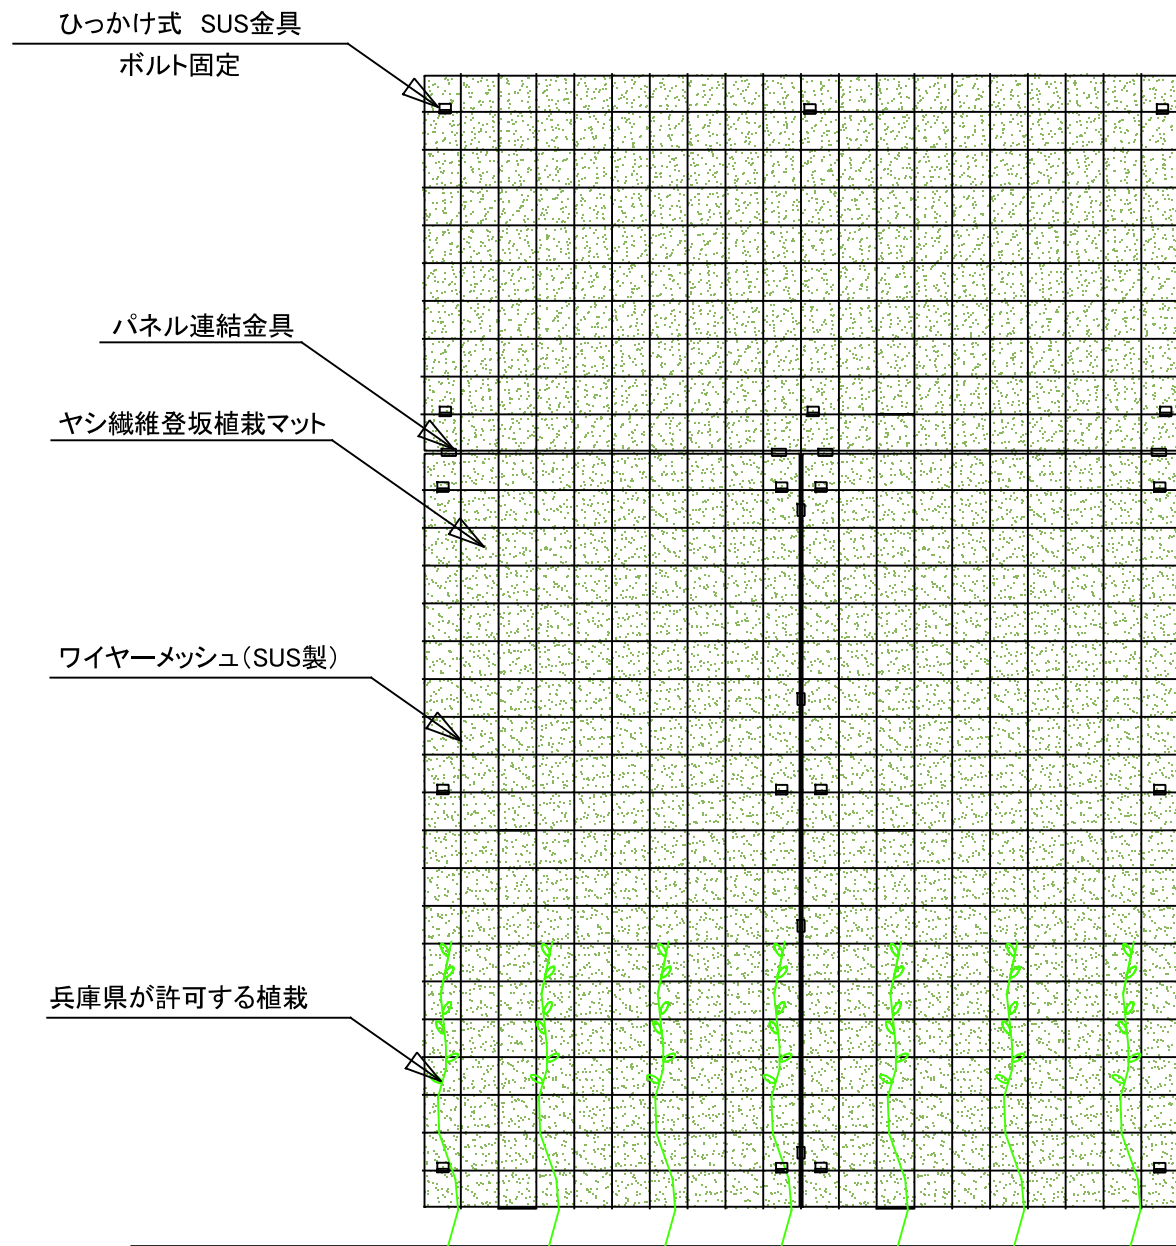 ひっかけ式　SUS金具
ボルト固定
パネル連結金具
ヤシ繊維登坂植栽マット
ワイヤーメッシュ（SUS製）
兵庫県が許可する植栽